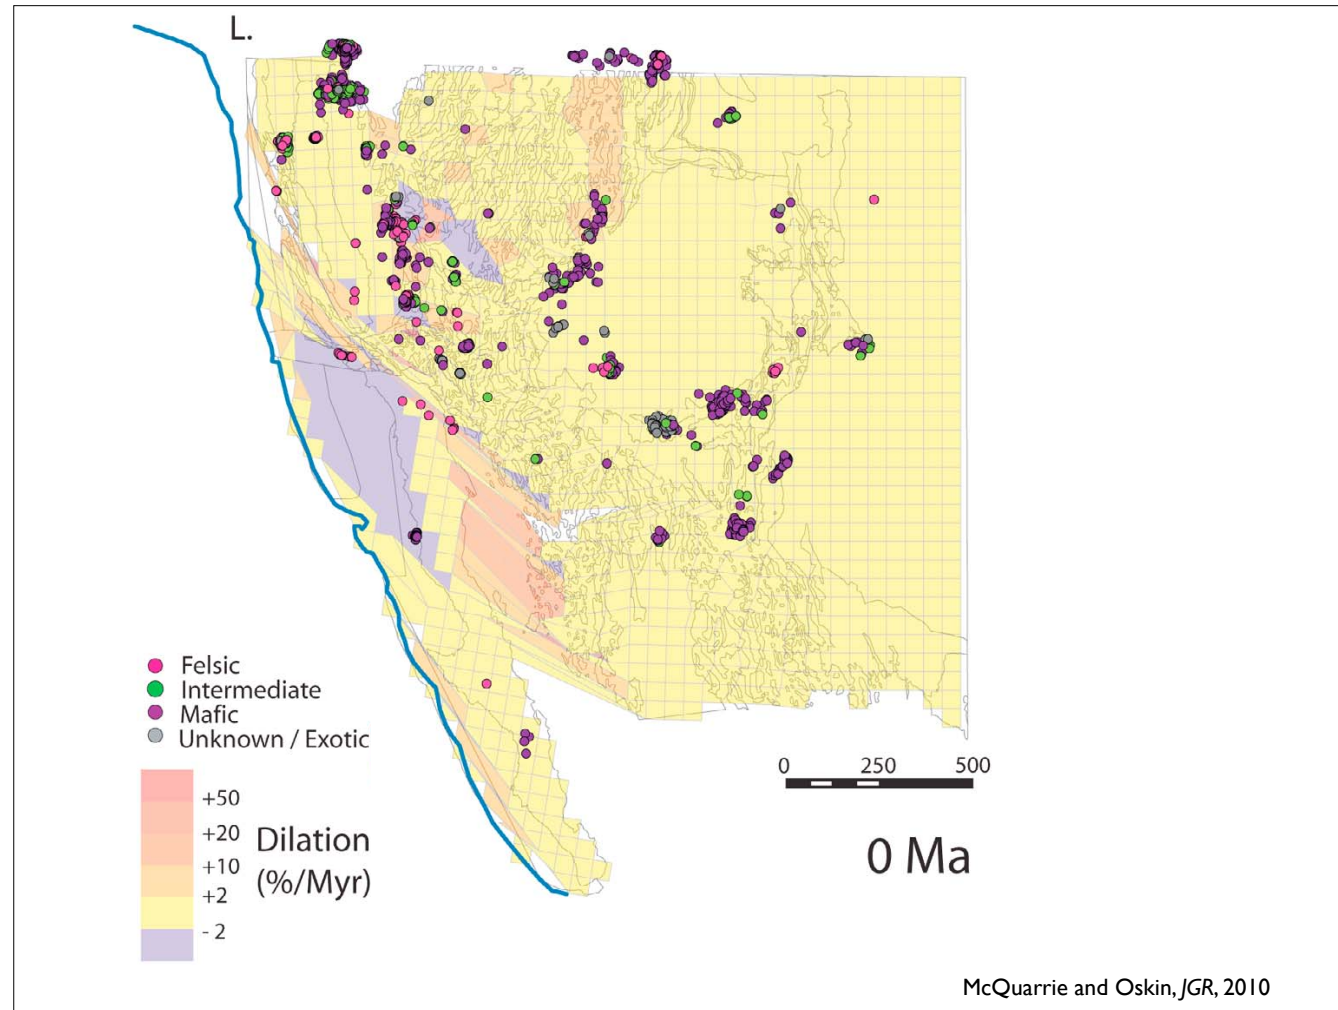 L.
Felsic
Intermediate
Mafic
Unknown / Exotic
+50
+20
+10
+2
- 2
Dilation
(%/Myr)
0 250 500
0 Ma
McQuarrie and Oskin, JGR, 2010